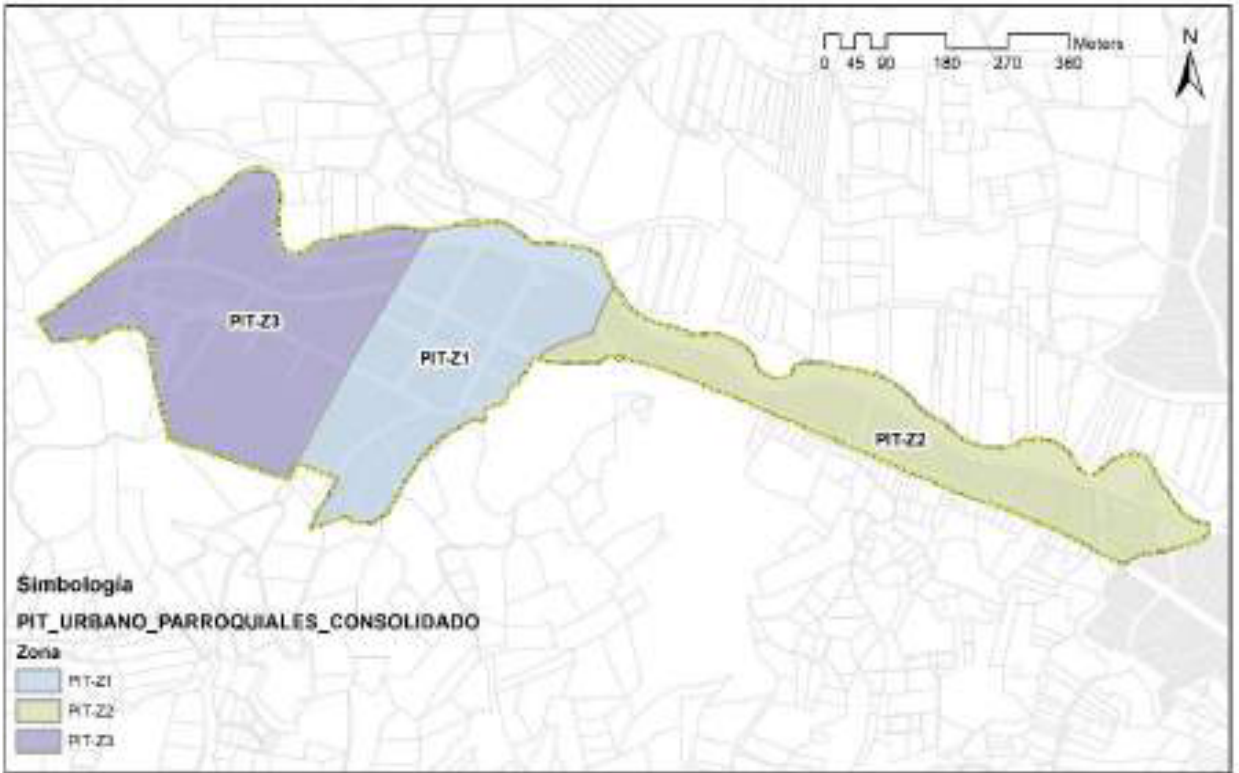 Meters
N
0 45 90 180 270 360
PIT-Z3
PIT-Z1
PIT-Z2
Simbología
PIT_URBANO_PARROQUIALES_CONSOLIDADO
Zona
PIT-Z1
PIT-Z2
PIT-Z3